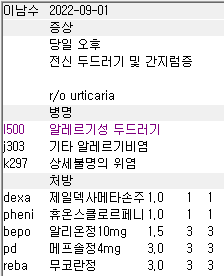 이남수 2022-09-01
증상
당일 오후
전신 두드러기 및 간지럼증
r/o urticaria
병명
l500 알레르기성 두드러기
j303 기타 알레르기비염
k297 상세불명의 위염
처방
dexa 제일덱사메타손주 1,0 1 1
pheni 휴온스클로르페니 1,0 1 1
bepo 알리온정10mg 1,5 3 3
pd 메프솔정4mg 3,0 3 3
reba 무코란정 3,0 3 3